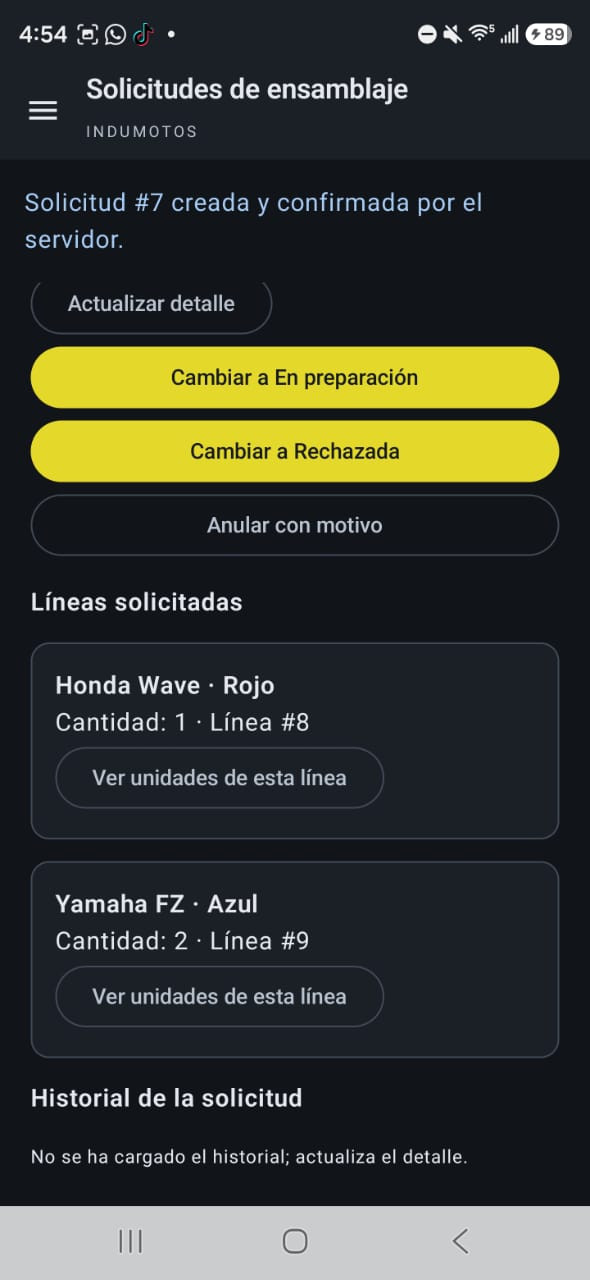 4:54
5
89
Solicitudes de ensamblaje
INDUMOTOS
Solicitud #7 creada y confirmada por el
servidor.
Actualizar detalle
Cambiar a En preparación
Cambiar a Rechazada
Anular con motivo
Líneas solicitadas
Honda Wave · Rojo
Cantidad: 1 · Línea #8
Ver unidades de esta línea
Yamaha FZ · Azul
Cantidad: 2 · Línea #9
Ver unidades de esta línea
Historial de la solicitud
No se ha cargado el historial; actualiza el detalle.